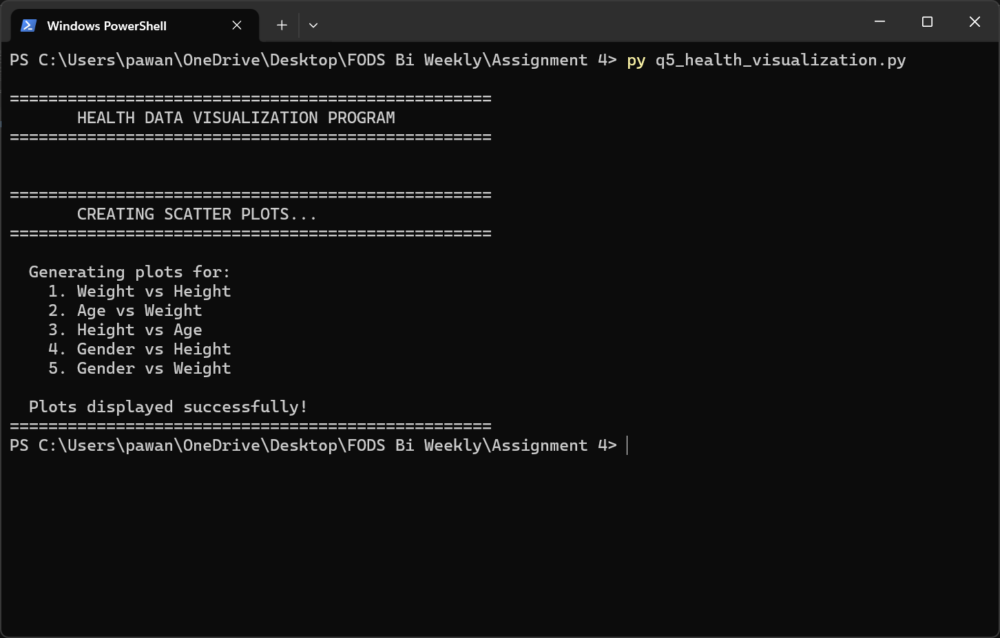 Windows PowerShell
PS C:\Users\pawan\OneDrive\Desktop\FODS Bi Weekly\Assignment 4> py q5_health_visualization.py
==================================================
HEALTH DATA VISUALIZATION PROGRAM
==================================================
==================================================
CREATING SCATTER PLOTS...
==================================================
Generating plots for:
1. Weight vs Height
2. Age vs Weight
3. Height vs Age
4. Gender vs Height
5. Gender vs Weight
Plots displayed successfully!
==================================================
PS C:\Users\pawan\OneDrive\Desktop\FODS Bi Weekly\Assignment 4>